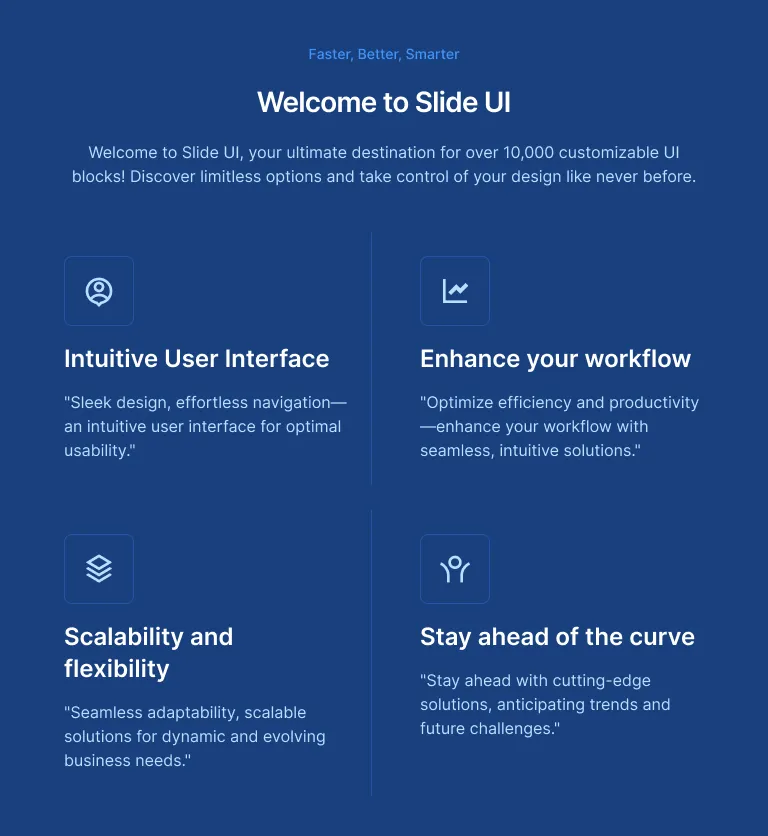 Faster, Better, Smarter
Welcome to Slide UI
Welcome to Slide UI, your ultimate destination for over 10,000 customizable UI
blocks! Discover limitless options and take control of your design like never before.
Intuitive User Interface
"Sleek design, effortless navigation—
an intuitive user interface for optimal
usability."
Enhance your workflow
"Optimize efficiency and productivity
—enhance your workflow with
seamless, intuitive solutions."
Scalability and
flexibility
"Seamless adaptability, scalable
solutions for dynamic and evolving
business needs."
Stay ahead of the curve
"Stay ahead with cutting-edge
solutions, anticipating trends and
future challenges."